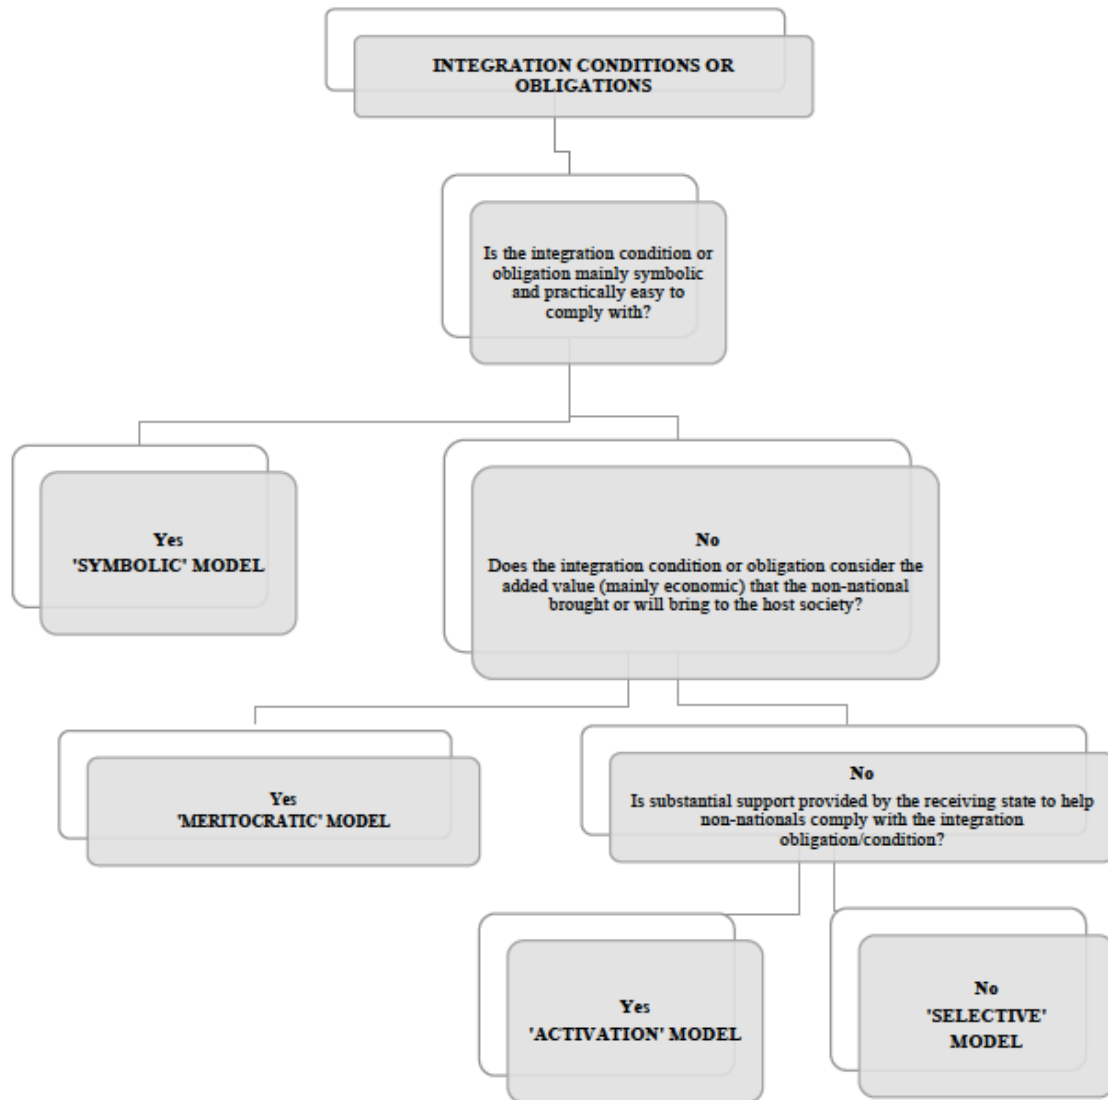 INTEGRATION CONDITIONS OR
OBLIGATIONS
Is the integration condition or
obligation mainly symbolic
and practically easy to
comply with?
Yes
'SYMBOLIC' MODEL
No
Does the integration condition or obligation consider the
added value (mainly economic) that the non-national
brought or will bring to the host society?
Yes
'MERITOCRATIC' MODEL
No
Is substantial support provided by the receiving state to help
non-nationals comply with the integration
obligation/condition?
Yes
'ACTIVATION' MODEL
No
'SELECTIVE'
MODEL